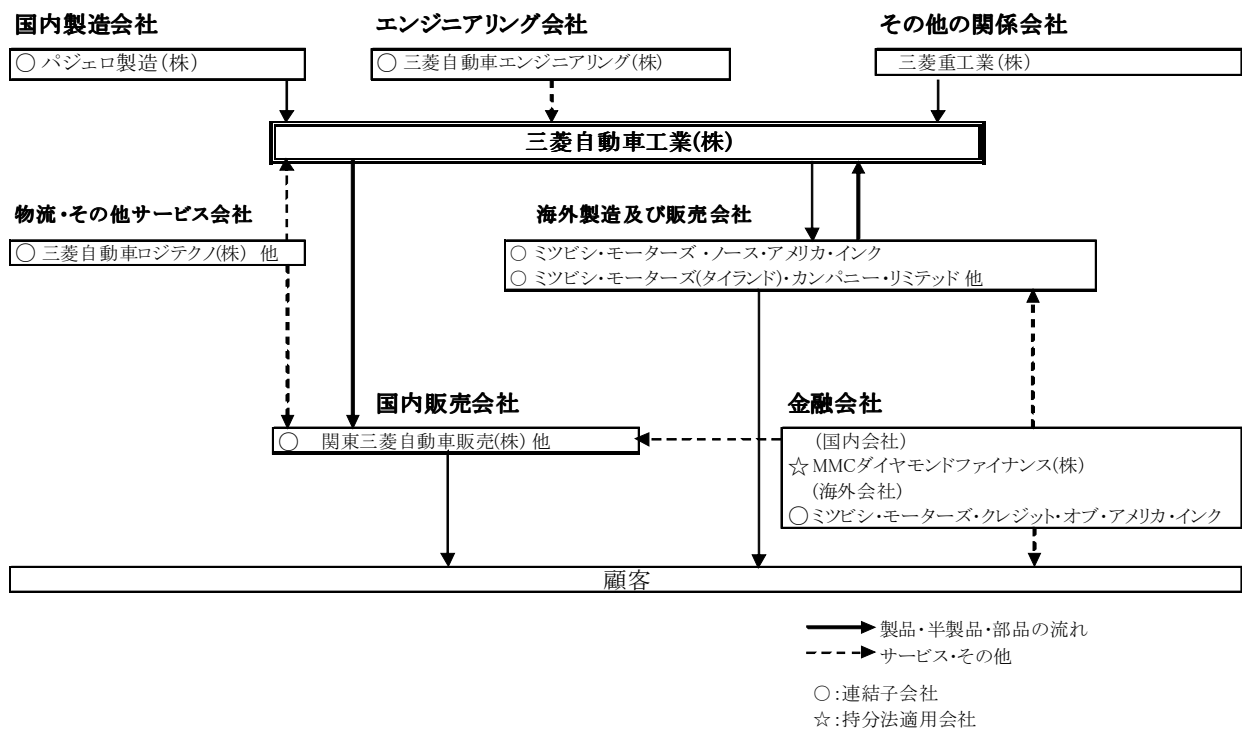 国内製造会社
エンジニアリング会社
その他の関係会社
○ パジェロ製造(株)
○ 三菱自動車エンジニアリング(株)
三菱重工業(株)
三菱自動車工業(株)
物流・その他サービス会社
海外製造及び販売会社
○ 三菱自動車ロジテクノ(株) 他
○ ミツビシ・モーターズ・ノース・アメリカ・インク
○ ミツビシ・モーターズ(タイランド)・カンパニー・リミテッド 他
国内販売会社
金融会社
○ 関東三菱自動車販売(株) 他
(国内会社)
☆ MMCダイヤモンドファイナンス(株)
(海外会社)
○ ミツビシ・モーターズ・クレジット・オブ・アメリカ・インク
顧客
製品・半製品・部品の流れ
サービス・その他
○:連結子会社
☆:持分法適用会社